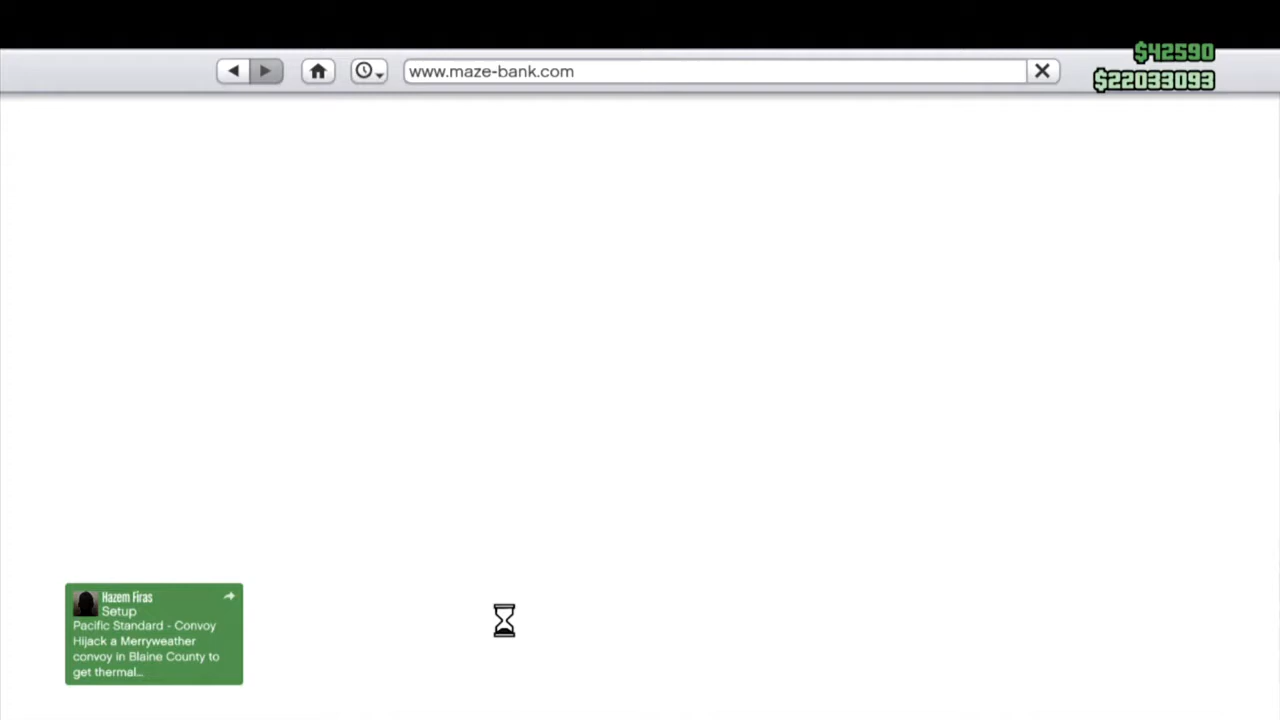 $42590
www.maze-bank.com
$22033093
Hazem Firas
Setup
Pacific Standard - Convoy
Hijack a Merryweather
convoy in Blaine County to
get thermal...